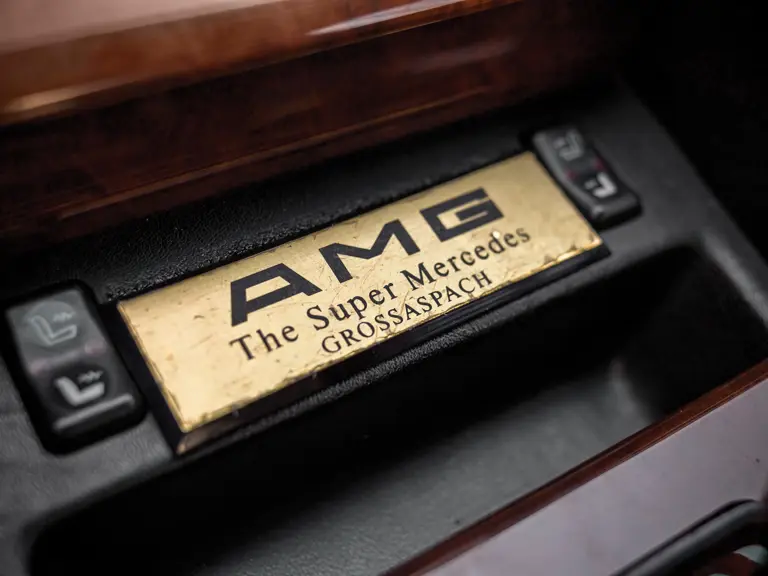 AMG
The Super Mercedes
GROSSASPACH